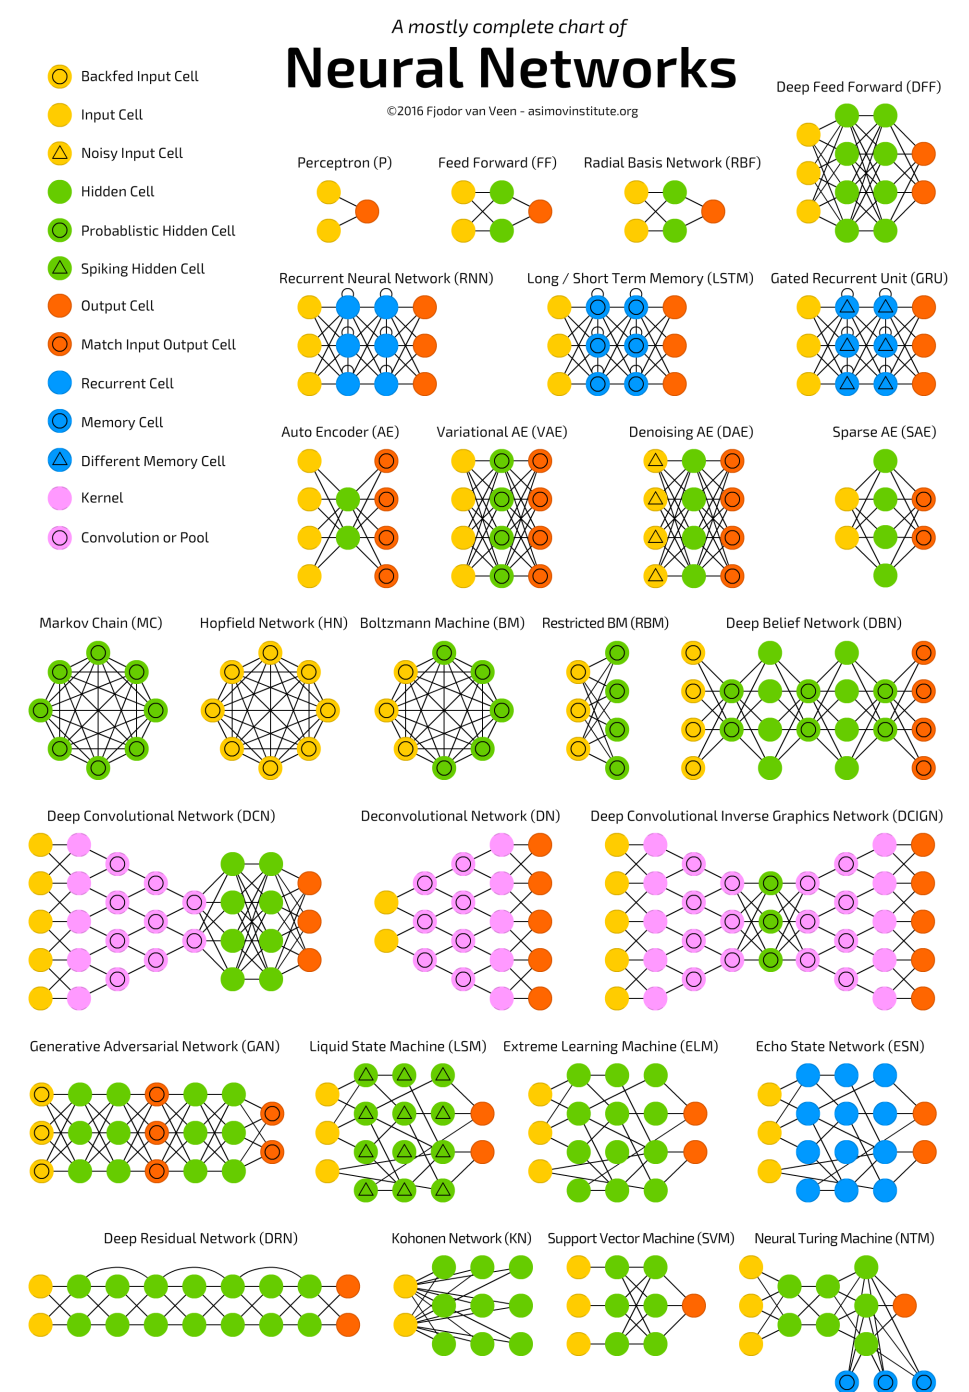 A mostly complete chart of
Neural Networks
©2016 Fjodor van Veen - asimovinstitute.org
Backfed Input Cell
Input Cell
Noisy Input Cell
Hidden Cell
Probablistic Hidden Cell
Spiking Hidden Cell
Output Cell
Match Input Output Cell
Recurrent Cell
Memory Cell
Different Memory Cell
Kernel
Convolution or Pool
Deep Feed Forward (DFF)
Perceptron (P)
Feed Forward (FF)
Radial Basis Network (RBF)
Recurrent Neural Network (RNN)
Long / Short Term Memory (LSTM)
Gated Recurrent Unit (GRU)
Auto Encoder (AE)
Variational AE (VAE)
Denoising AE (DAE)
Sparse AE (SAE)
Markov Chain (MC)
Hopfield Network (HN)
Boltzmann Machine (BM)
Restricted BM (RBM)
Deep Belief Network (DBN)
Deep Convolutional Network (DCN)
Deconvolutional Network (DN)
Deep Convolutional Inverse Graphics Network (DCIGN)
Generative Adversarial Network (GAN)
Liquid State Machine (LSM)
Extreme Learning Machine (ELM)
Echo State Network (ESN)
Deep Residual Network (DRN)
Kohonen Network (KN)
Support Vector Machine (SVM)
Neural Turing Machine (NTM)